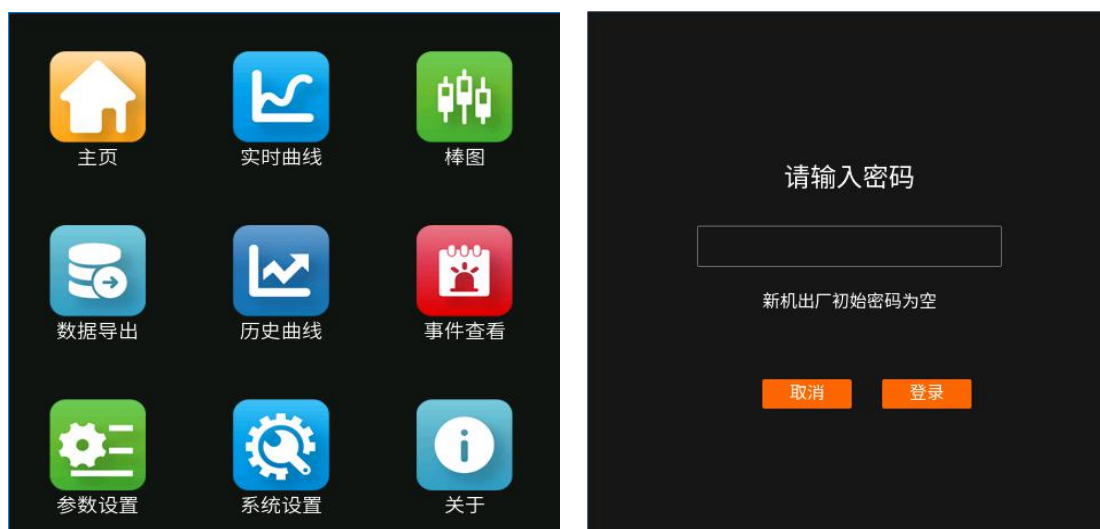 主页
实时曲线
棒图
数据导出
历史曲线
事件查看
参数设置
系统设置
关于
请输入密码
新机出厂初始密码为空
取消
登录